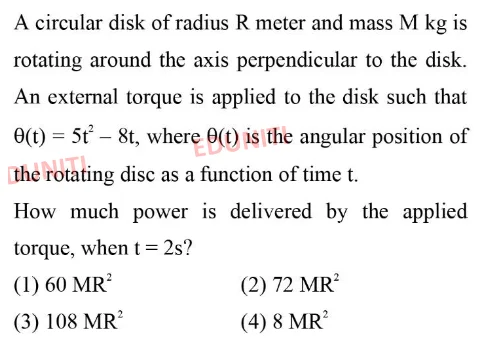 A circular disk of radius R meter and mass M kg is
rotating around the axis perpendicular to the disk.
An external torque is applied to the disk such that
θ(t) = 5t² – 8t, where θ(t) is the angular position of
the rotating disc as a function of time t.
How much power is delivered by the applied
torque, when t = 2s?
(1) 60 MR² (2) 72 MR²
(3) 108 MR² (4) 8 MR²
EDUNITI
DUNITI